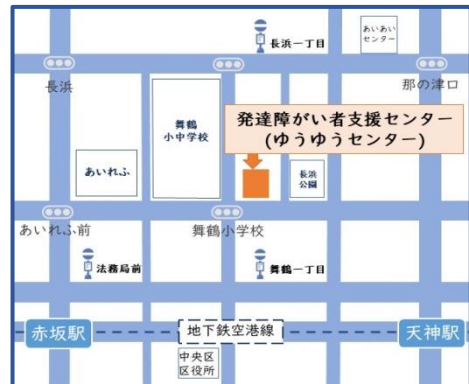 長浜一丁目
あいあい
センター
長浜
那の津口
舞鶴
小中学校
発達障がい者支援センター
(ゆうゆうセンター)
あいれふ
長浜
公園
あいれふ前
舞鶴小学校
法務局前
舞鶴一丁目
赤坂駅
地下鉄空港線
天神駅
中央区
区役所